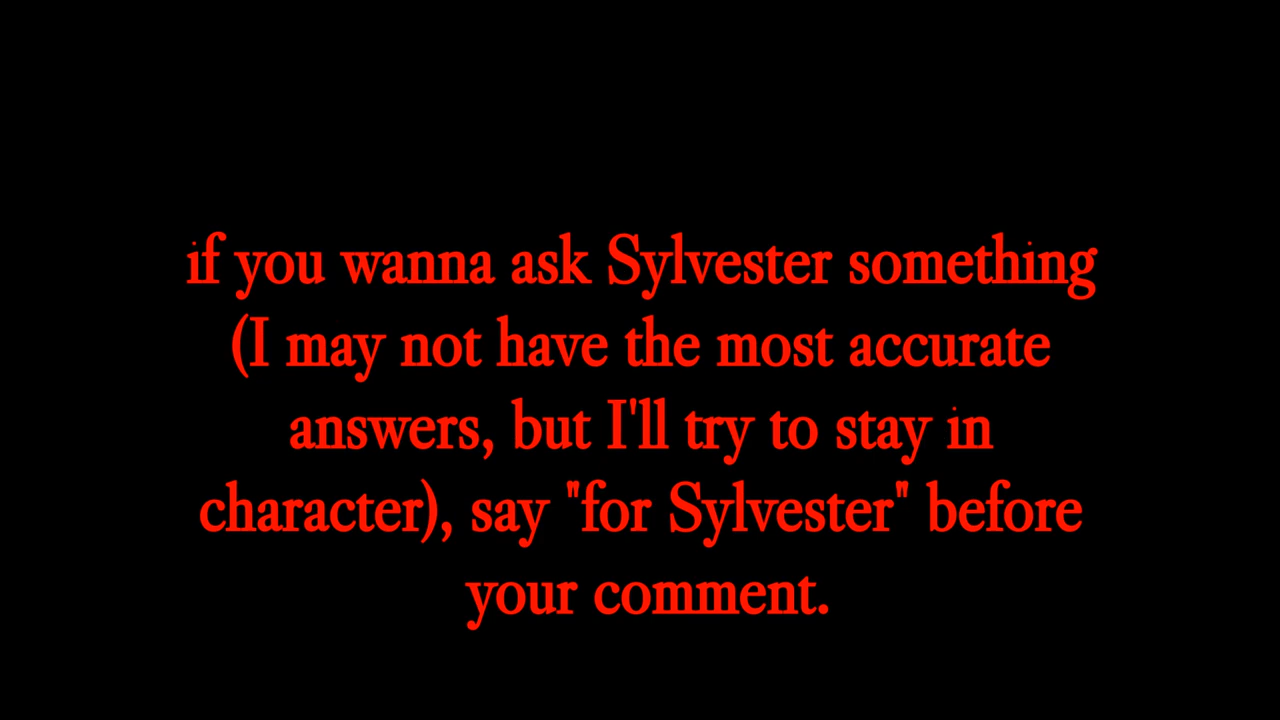 if you wanna ask Sylvester something
(I may not have the most accurate
answers, but I'll try to stay in
character), say "for Sylvester" before
your comment.